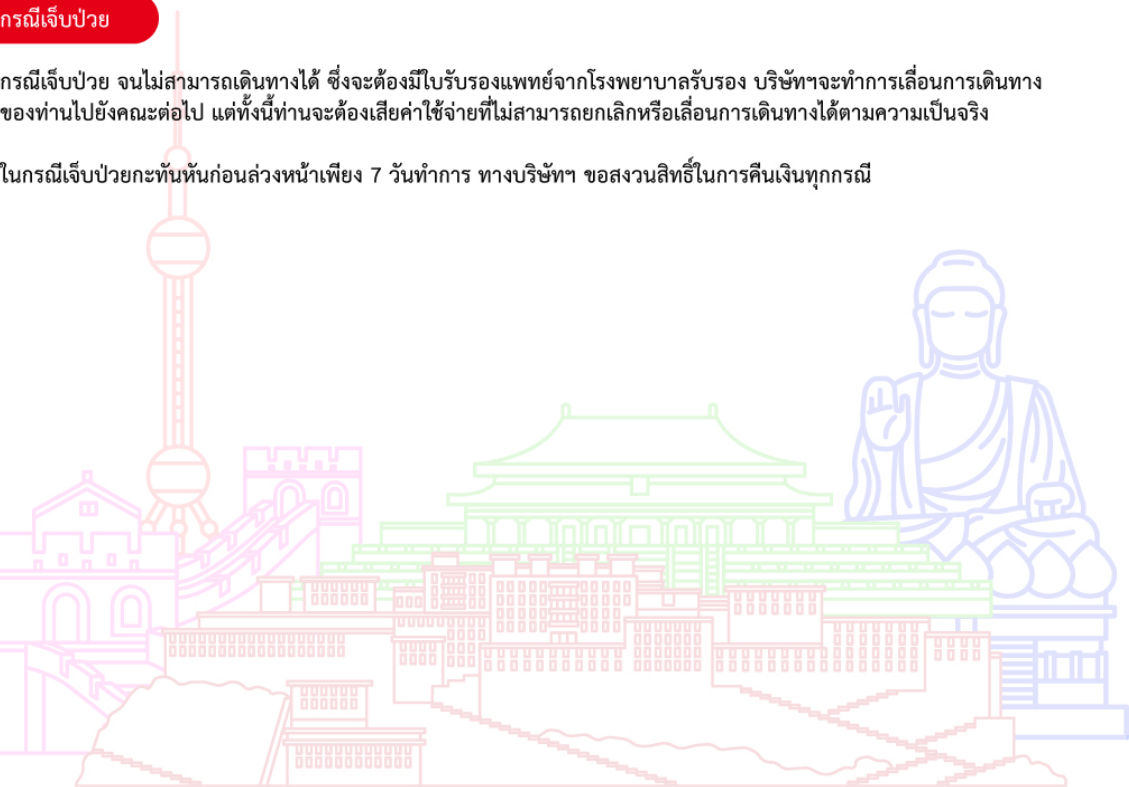 กรณีเจ็บป่วย
กรณีเจ็บป่วย จนไม่สามารถเดินทางได้ ซึ่งจะต้องมีใบรับรองแพทย์จากโรงพยาบาลรับรอง บริษัทฯจะทำการเลื่อนการเดินทาง
ของท่านไปยังคณะต่อไป แต่ทั้งนี้ท่านจะต้องเสียค่าใช้จ่ายที่ไม่สามารถยกเลิกหรือเลื่อนการเดินทางได้ตามความเป็นจริง
ในกรณีเจ็บป่วยกะทันหันก่อนล่วงหน้าเพียง 7 วันทำการ ทางบริษัทฯ ขอสงวนสิทธิ์ในการคืนเงินทุกกรณี